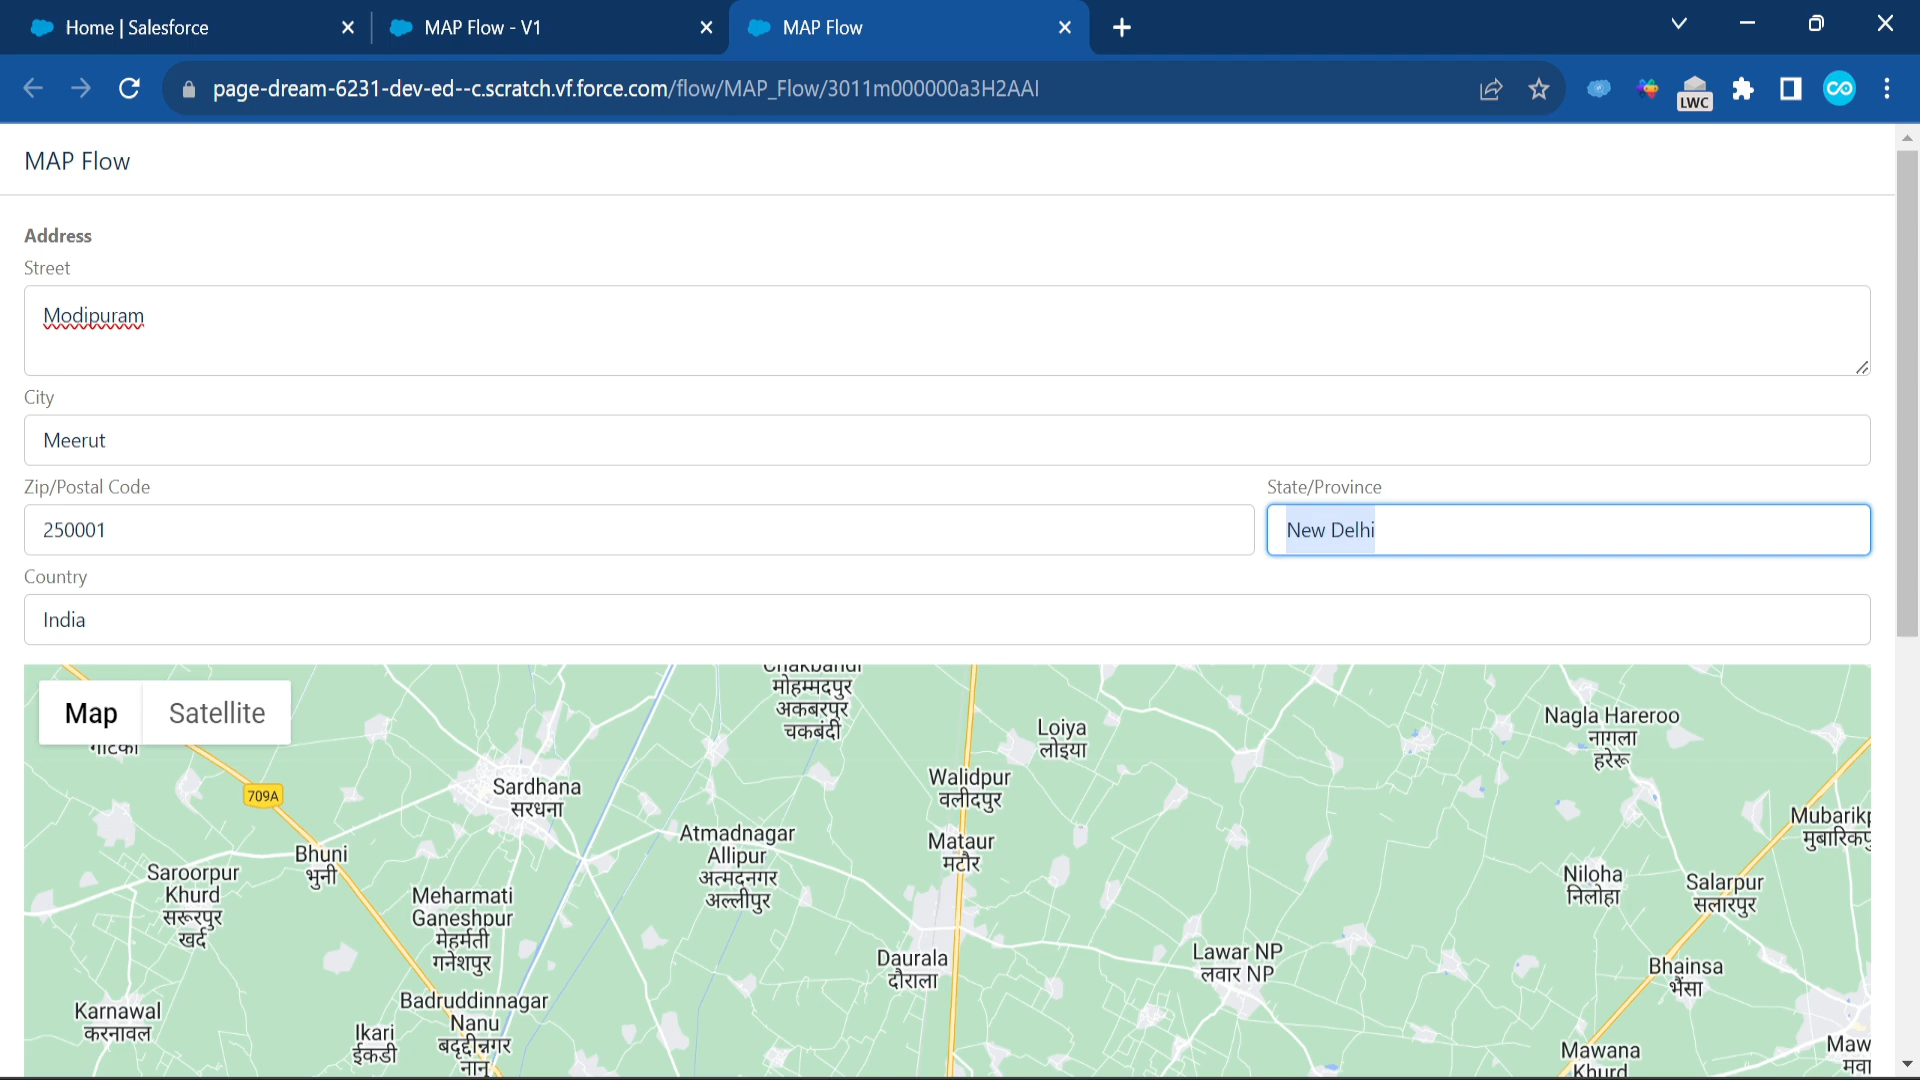 Home | Salesforce
MAP Flow - V1
MAP Flow
page-dream-6231-dev-ed--c.scratch.vf.force.com/flow/MAP_Flow/3011m000000a3H2AAI
LWC
MAP Flow
Address
Street
Modipuram
City
Meerut
Zip/Postal Code
State/Province
250001
New Delhi
Country
India
Map
Satellite
मोहम्मदपुर
अकबरपुर
चकबंदी
Loiya
लोइया
Nagla Hareroo
नागला
हरेरू
709A
Sardhana
सरधना
Walidpur
वलीदपुर
Mataur
मटौर
Atmadnagar
Allipur
अत्मदनगर
अल्लीपुर
Bhuni
भुनी
Saroorpur
Khurd
सरूरपुर
खुर्द
Meharmati
Ganeshpur
मेहर्मती
गनेशपुर
Niloha
निलोहा
Salarpur
सलारपुर
Daurala
दौराला
Lawar NP
लवार NP
Bhainsa
भैंसा
Karnawal
करनावल
Ikari
ईकडी
Badruddinnagar
Nanu
बदृद्दीन्नगर
नानू
Mawana
Khurd